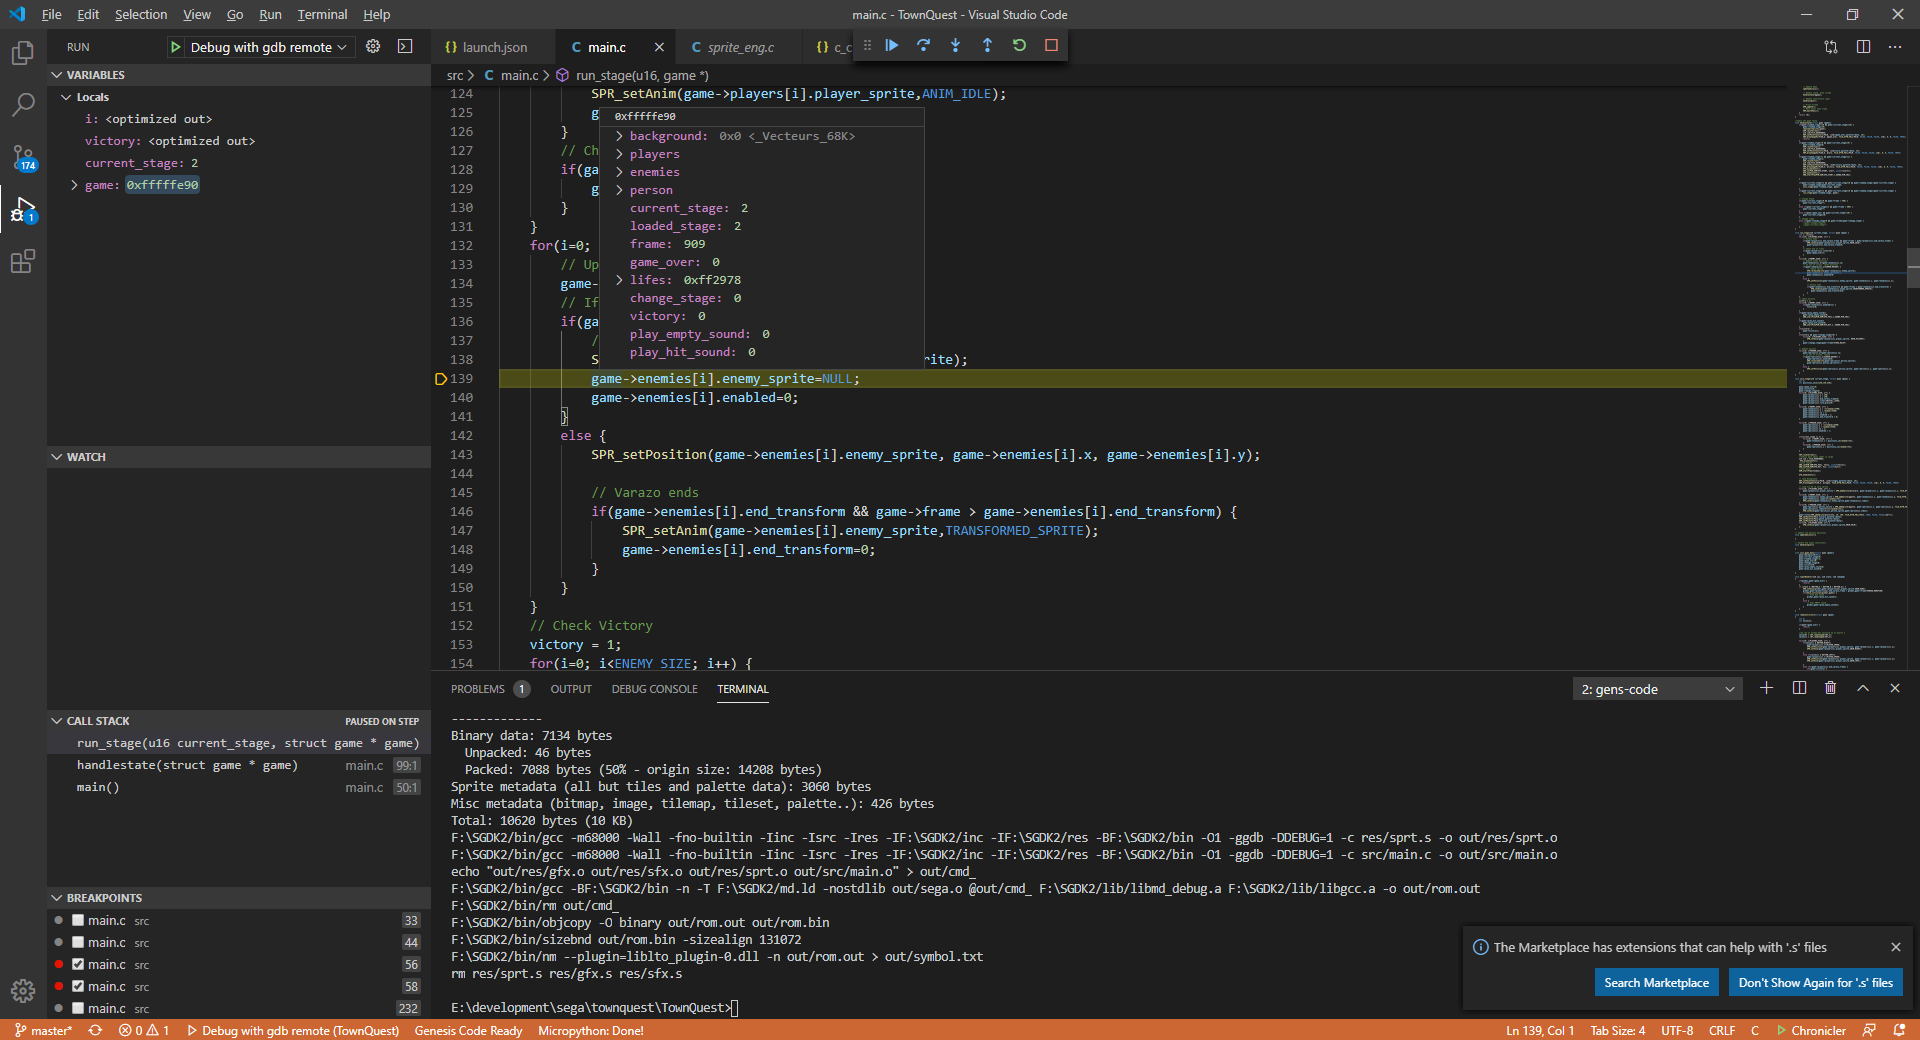 File Edit Selection View Go Run Terminal Help
main.c - TownQuest - Visual Studio Code
RUN
Debug with gdb remote
launch.json
main.c
sprite_eng.c
c_c
VARIABLES
Locals
i: <optimized out>
victory: <optimized out>
current_stage: 2
game: 0xfffffe90
WATCH
CALL STACK
PAUSED ON STEP
run_stage(u16 current_stage, struct game * game)
handlestate(struct game * game) main.c 99:1
main() main.c 50:1
BREAKPOINTS
main.c src 33
main.c src 44
main.c src 56
main.c src 58
main.c src 232
174
1
src > main.c > run_stage(u16, game *)
124 SPR_setAnim(game->players[i].player_sprite,ANIM_IDLE);
125 g
126 }
127 // Ch
128 if(ga
129 g
130 }
131 }
132 for(i=0;
133 // Up
134 game-
135 // If
136 if(ga
137 /
138 S rite);
139 game->enemies[i].enemy_sprite=NULL;
140 game->enemies[i].enabled=0;
141 }
142 else {
143 SPR_setPosition(game->enemies[i].enemy_sprite, game->enemies[i].x, game->enemies[i].y);
144
145 // Varazo ends
146 if(game->enemies[i].end_transform && game->frame > game->enemies[i].end_transform) {
147 SPR_setAnim(game->enemies[i].enemy_sprite,TRANSFORMED_SPRITE);
148 game->enemies[i].end_transform=0;
149 }
150 }
151 }
152 // Check Victory
153 victory = 1;
154 for(i=0; i<ENEMY_SIZE; i++) {
0xfffffe90
background: 0x0 <_Vecteurs_68K>
players
enemies
person
current_stage: 2
loaded_stage: 2
frame: 909
game_over: 0
lifes: 0xff2978
change_stage: 0
victory: 0
play_empty_sound: 0
play_hit_sound: 0
PROBLEMS 1 OUTPUT DEBUG CONSOLE TERMINAL
2: gens-code
-------------
Binary data: 7134 bytes
Unpacked: 46 bytes
Packed: 7088 bytes (50% - origin size: 14208 bytes)
Sprite metadata (all but tiles and palette data): 3060 bytes
Misc metadata (bitmap, image, tilemap, tileset, palette..): 426 bytes
Total: 10620 bytes (10 KB)
F:\SGDK2/bin/gcc -m68000 -Wall -fno-builtin -Iinc -Isrc -Ires -IF:\SGDK2/inc -IF:\SGDK2/res -BF:\SGDK2/bin -O1 -ggdb -DDEBUG=1 -c res/sprt.s -o out/res/sprt.o
F:\SGDK2/bin/gcc -m68000 -Wall -fno-builtin -Iinc -Isrc -Ires -IF:\SGDK2/inc -IF:\SGDK2/res -BF:\SGDK2/bin -O1 -ggdb -DDEBUG=1 -c src/main.c -o out/src/main.o
echo "out/res/gfx.o out/res/sfx.o out/res/sprt.o out/src/main.o" > out/cmd_
F:\SGDK2/bin/gcc -BF:\SGDK2/bin -n -T F:\SGDK2/md.ld -nostdlib out/sega.o @out/cmd_ F:\SGDK2/lib/libmd_debug.a F:\SGDK2/lib/libgcc.a -o out/rom.out
F:\SGDK2/bin/rm out/cmd_
F:\SGDK2/bin/objcopy -O binary out/rom.out out/rom.bin
F:\SGDK2/bin/sizebnd out/rom.bin -sizealign 131072
F:\SGDK2/bin/nm --plugin=liblto_plugin-0.dll -n out/rom.out > out/symbol.txt
rm res/sprt.s res/gfx.s res/sfx.s
E:\development\sega\townquest\TownQuest>
The Marketplace has extensions that can help with '.s' files
Search Marketplace
Don't Show Again for '.s' files
master* 0 1 Debug with gdb remote (TownQuest) Genesis Code Ready Micropython: Done!
Ln 139, Col 1 Tab Size: 4 UTF-8 CRLF C Chronicler